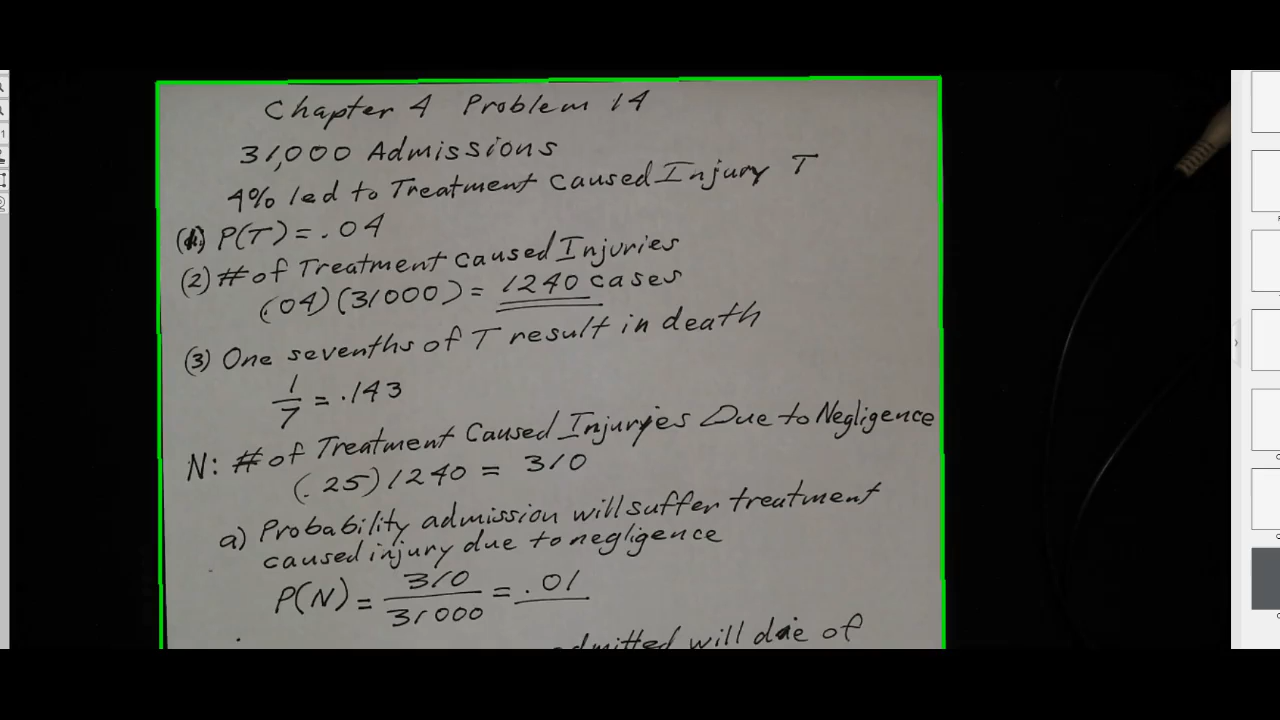 Chapter 4 Problem 14
31,000 Admissions
4% led to Treatment Caused Injury T
(1) P(T) = .04
(2) # of Treatment Caused Injuries
(.04)(31000) = 1240 cases
(3) One sevenths of T result in death
1/7 = .143
N: # of Treatment Caused Injuries Due to Negligence
(.25)1240 = 310
a) Probability admission will suffer treatment
caused injury due to negligence
P(N) = 310/31000 = .01
admitted will die of